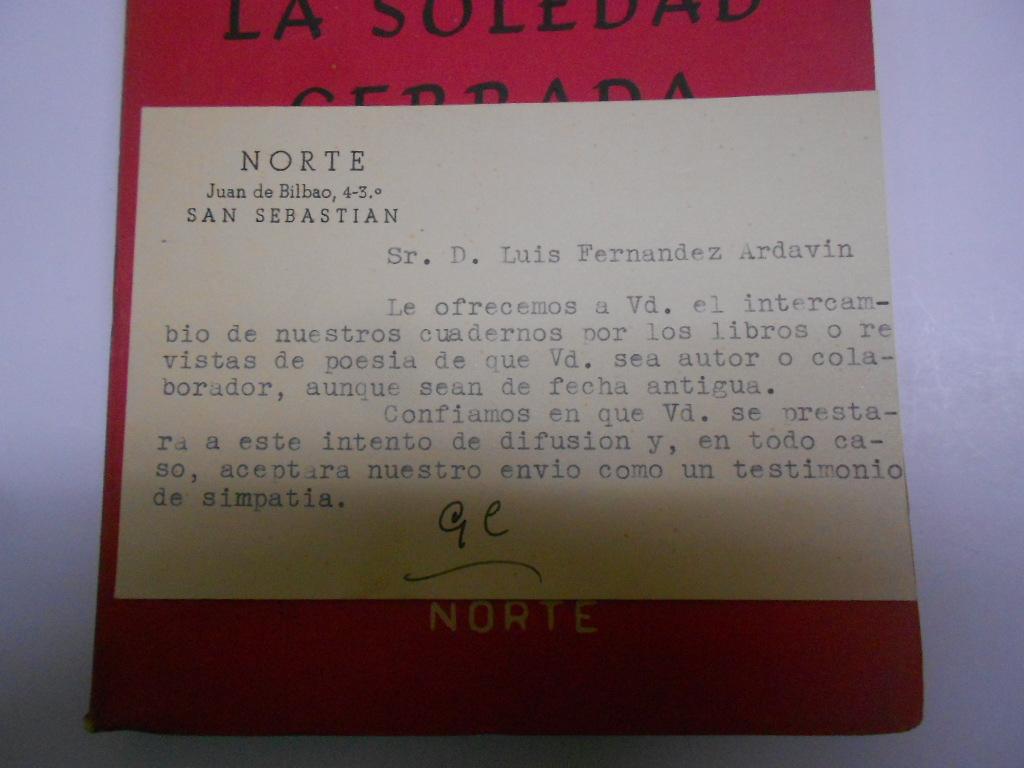 LA SOLEDAD
CERRADA
NORTE
Juan de Bilbao, 4-3.º
SAN SEBASTIAN
Sr. D. Luis Fernandez Ardavin
Le ofrecemos a Vd. el intercam-
bio de nuestros cuadernos por los libros o re
vistas de poesia de que Vd. sea autor o cola-
borador, aunque sean de fecha antigua.
Confiamos en que Vd. se presta-
ra a este intento de difusion y, en todo ca-
so, aceptara nuestro envio como un testimonio
de simpatia.
GC
NORTE